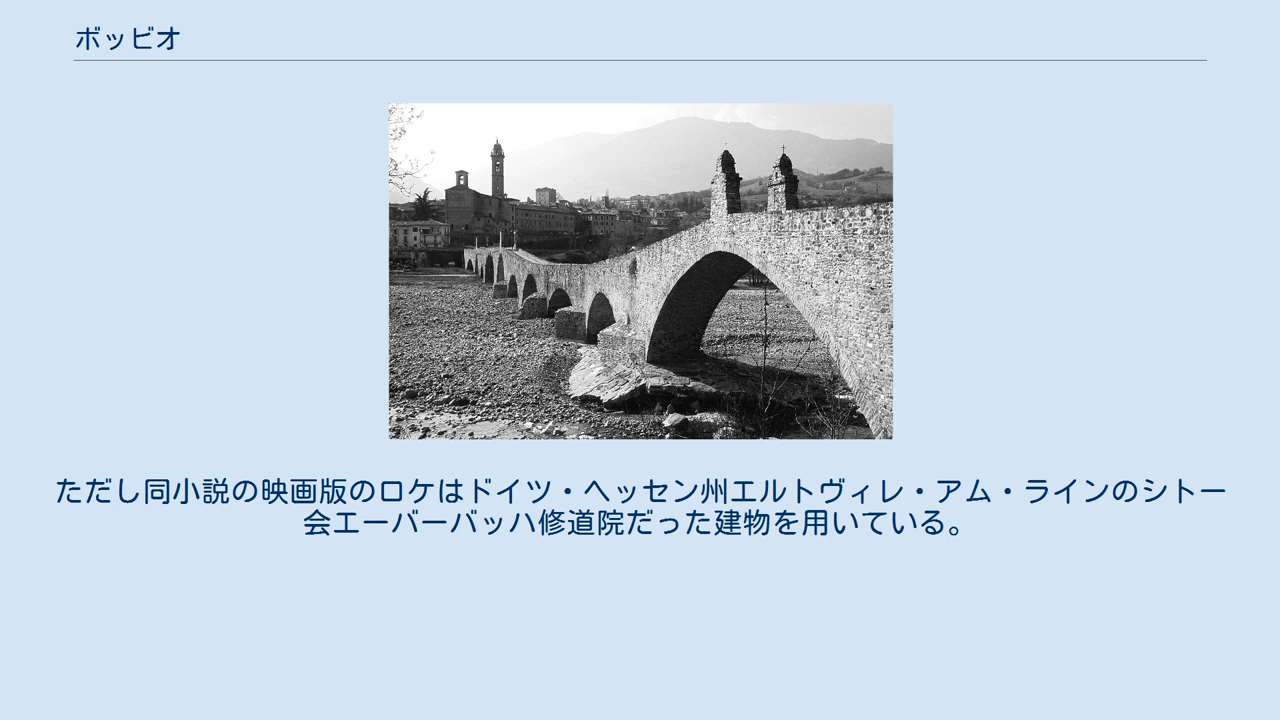 ボッビオ
ただし同小説の映画版のロケはドイツ・ヘッセン州エルトヴィレ・アム・ラインのシトー
会エーバーバッハ修道院だった建物を用いている。